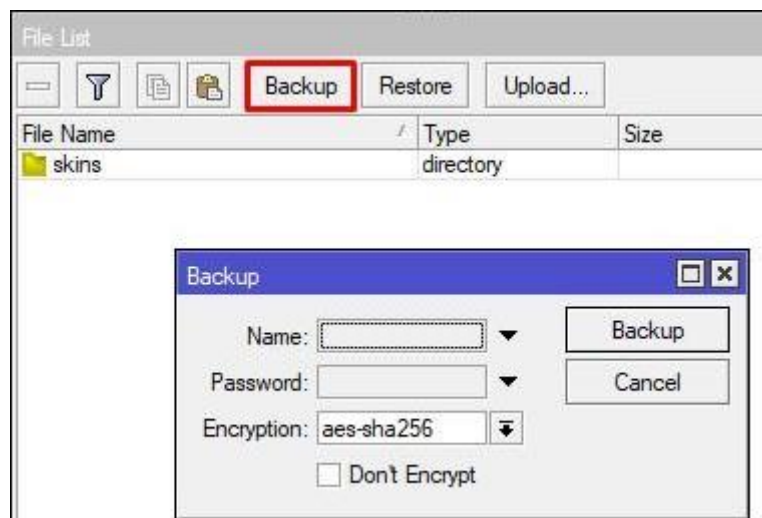 File List
Backup Restore Upload...
File Name / Type Size
skins directory
Backup
Name: Backup
Password: Cancel
Encryption: aes-sha256
Don't Encrypt